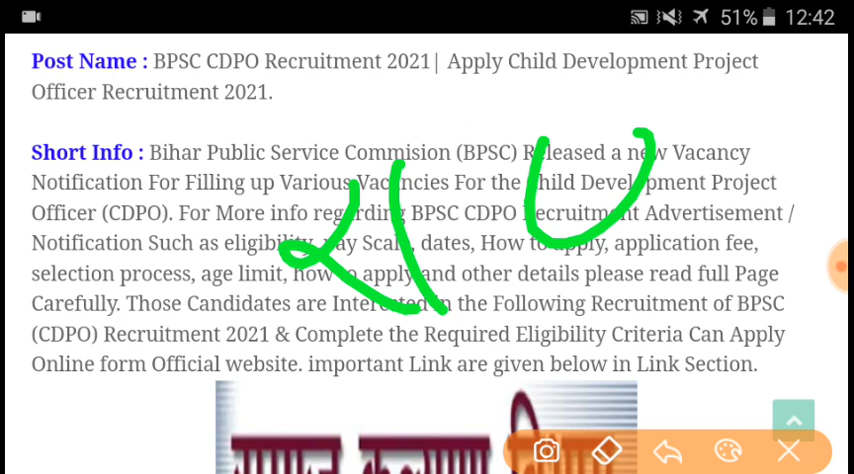 51% 12:42
Post Name : BPSC CDPO Recruitment 2021| Apply Child Development Project
Officer Recruitment 2021.
Short Info : Bihar Public Service Commision (BPSC) Released a new Vacancy
Notification For Filling up Various Vacancies For the Child Development Project
Officer (CDPO). For More info regarding BPSC CDPO Recruitment Advertisement /
Notification Such as eligibility, Pay Scale, dates, How to apply, application fee,
selection process, age limit, how to apply and other details please read full Page
Carefully. Those Candidates are Interested in the Following Recruitment of BPSC
(CDPO) Recruitment 2021 & Complete the Required Eligibility Criteria Can Apply
Online form Official website. important Link are given below in Link Section.